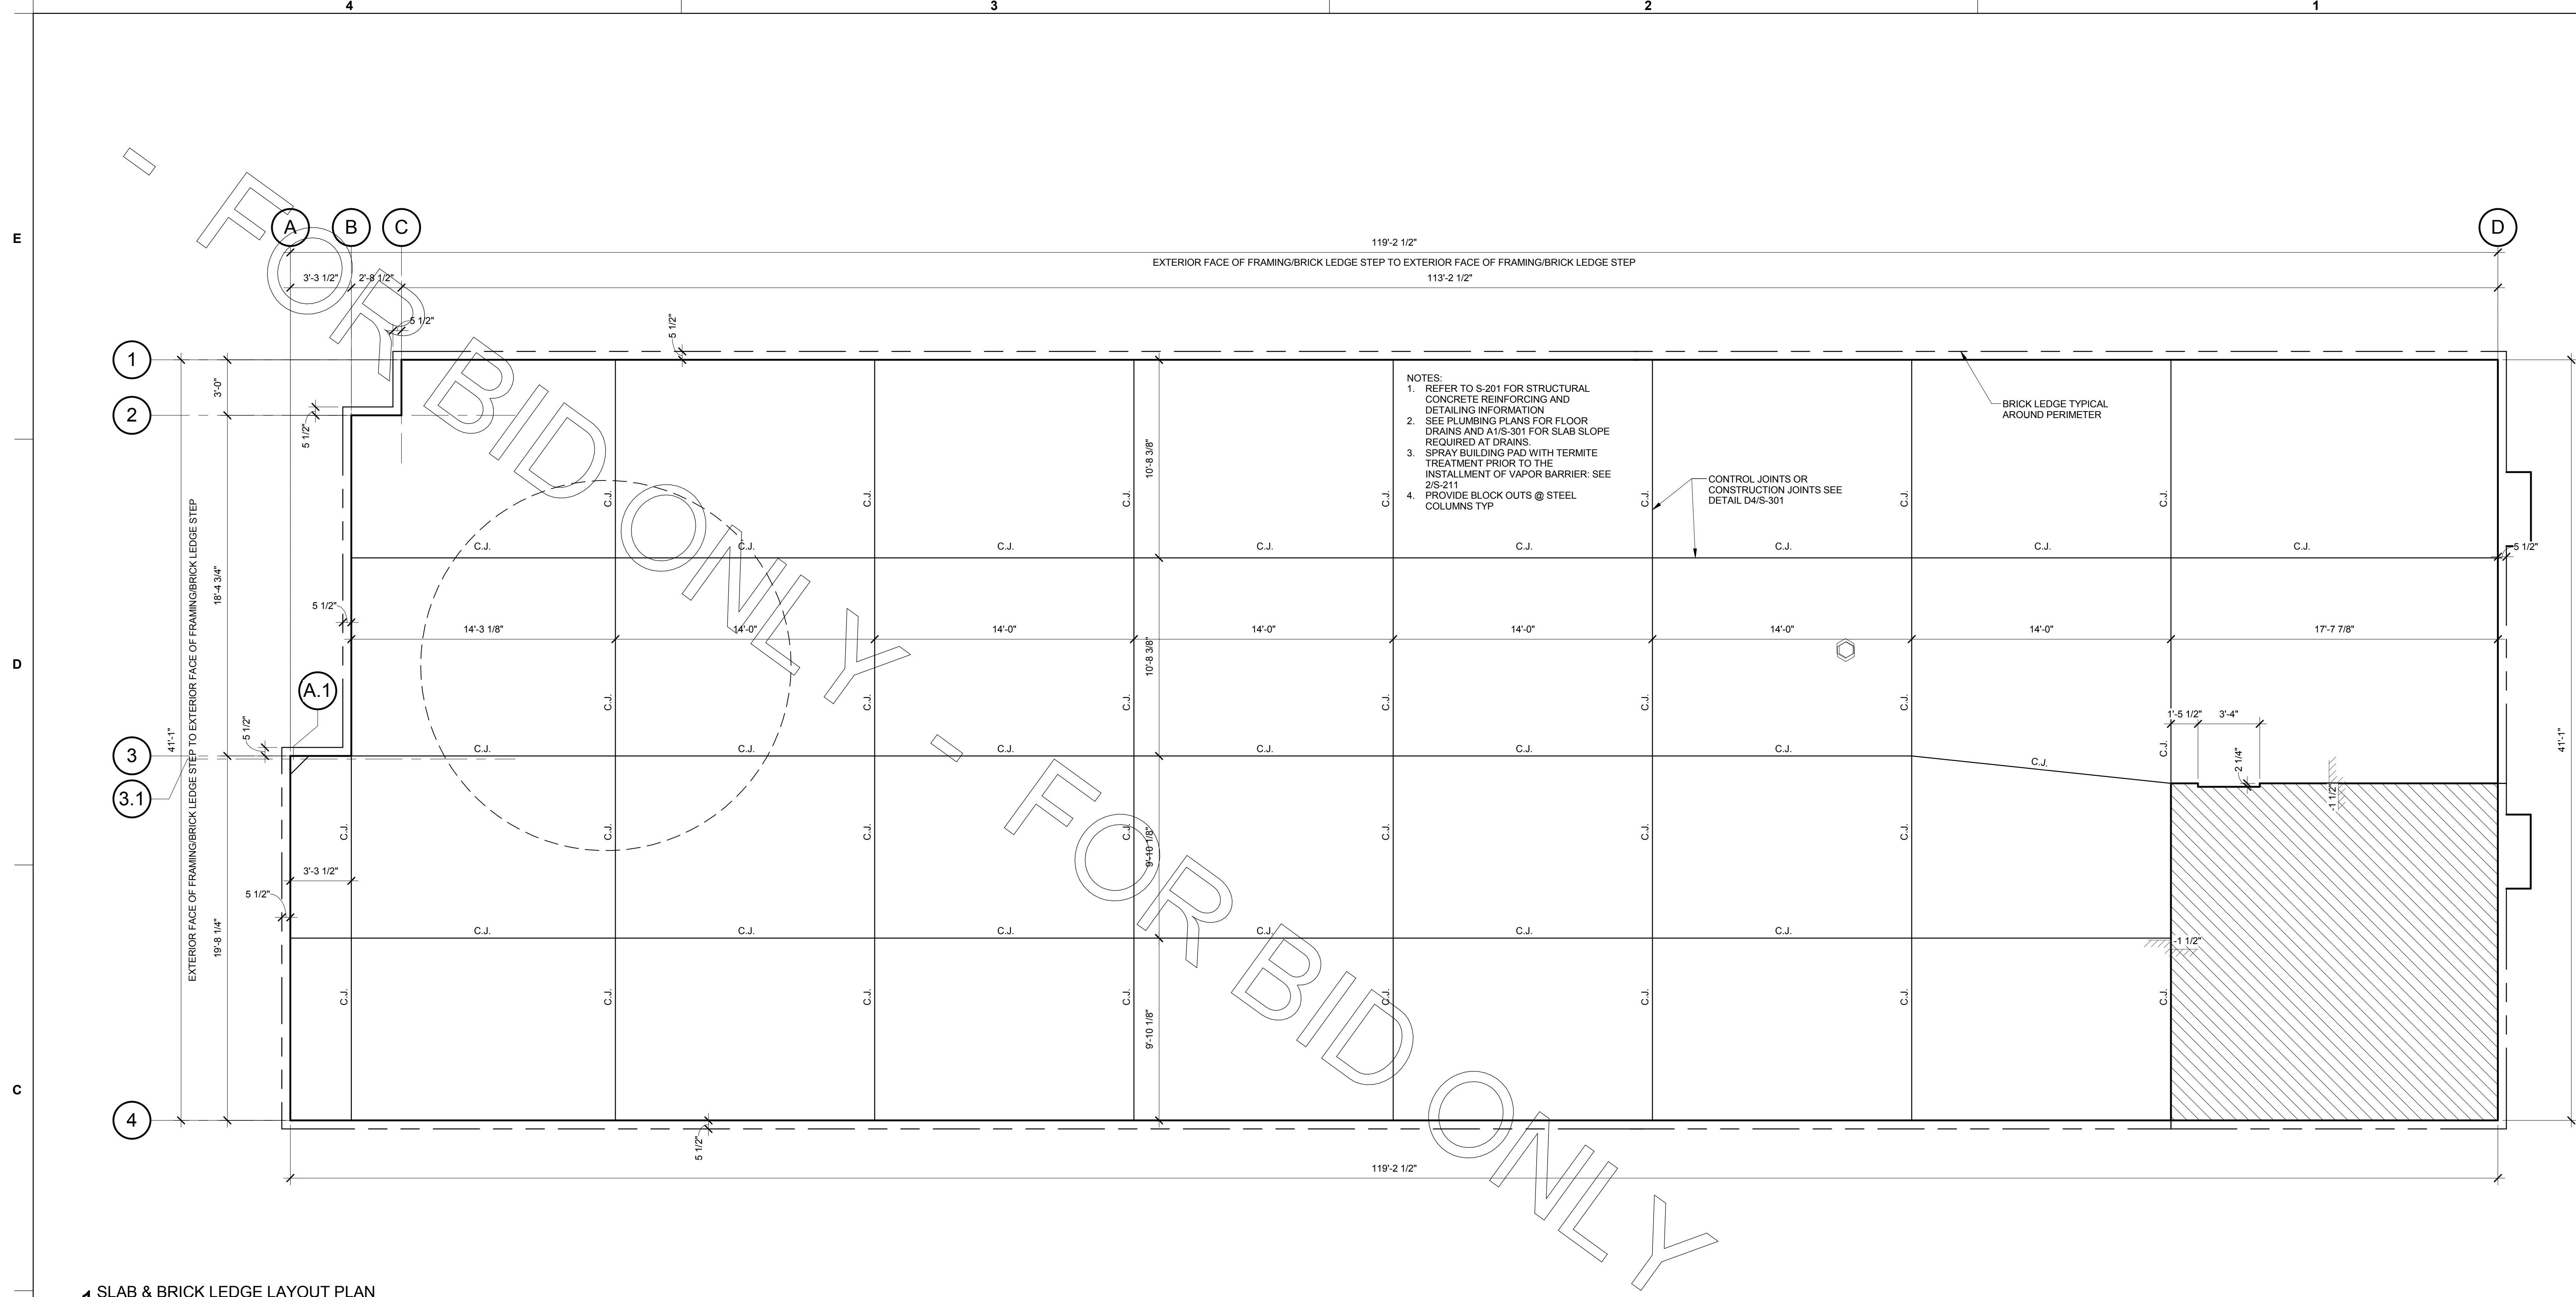 4 3 2 1
E
D
C
A B C D
119'-2 1/2"
EXTERIOR FACE OF FRAMING/BRICK LEDGE STEP TO EXTERIOR FACE OF FRAMING/BRICK LEDGE STEP
3'-3 1/2" 2'-8 1/2" 113'-2 1/2"
5 1/2" 5 1/2"
1
2
3
3.1
4
A.1
3'-0"
5 1/2"
18'-4 3/4"
5 1/2"
5 1/2"
41'-1"
EXTERIOR FACE OF FRAMING/BRICK LEDGE STEP TO EXTERIOR FACE OF FRAMING/BRICK LEDGE STEP
19'-8 1/4"
5 1/2"
3'-3 1/2"
NOTES:
1. REFER TO S-201 FOR STRUCTURAL
CONCRETE REINFORCING AND
DETAILING INFORMATION
2. SEE PLUMBING PLANS FOR FLOOR
DRAINS AND A1/S-301 FOR SLAB SLOPE
REQUIRED AT DRAINS.
3. SPRAY BUILDING PAD WITH TERMITE
TREATMENT PRIOR TO THE
INSTALLMENT OF VAPOR BARRIER: SEE
2/S-211
4. PROVIDE BLOCK OUTS @ STEEL
COLUMNS TYP
BRICK LEDGE TYPICAL
AROUND PERIMETER
CONTROL JOINTS OR
CONSTRUCTION JOINTS SEE
DETAIL D4/S-301
10'-8 3/8"
C.J. C.J. C.J. C.J. C.J. C.J. C.J.
C.J. C.J. C.J. C.J. C.J. C.J. C.J. C.J.
5 1/2"
14'-3 1/8" 14'-0" 14'-0" 14'-0" 14'-0" 14'-0" 14'-0" 17'-7 7/8"
10'-8 3/8"
C.J. C.J. C.J. C.J. C.J. C.J. C.J.
1'-5 1/2" 3'-4"
2 1/4"
-1 1/2"
41'-1"
C.J. C.J. C.J. C.J. C.J. C.J. C.J.
9'-10 1/8"
C.J. C.J. C.J. C.J. C.J. C.J. C.J.
C.J. C.J. C.J. C.J. C.J. C.J.
-1 1/2"
9'-10 1/8"
C.J. C.J. C.J. C.J. C.J. C.J. C.J. C.J.
5 1/2"
119'-2 1/2"
- FOR BID ONLY - FOR BID ONLY
SLAB & BRICK LEDGE LAYOUT PLAN